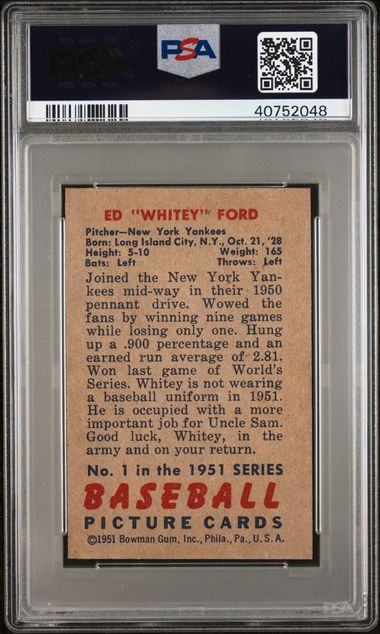 PSA
PSA
40752048
ED "WHITEY" FORD
Pitcher—New York Yankees
Born: Long Island City, N.Y., Oct. 21, '28
Height: 5-10 Weight: 165
Bats: Left Throws: Left
Joined the New York Yan-
kees mid-way in their 1950
pennant drive. Wowed the
fans by winning nine games
while losing only one. Hung
up a .900 percentage and an
earned run average of 2.81.
Won last game of World's
Series. Whitey is not wearing
a baseball uniform in 1951.
He is occupied with a more
important job for Uncle Sam.
Good luck, Whitey, in the
army and on your return.
No. 1 in the 1951 SERIES
BASEBALL
PICTURE CARDS
©1951 Bowman Gum, Inc., Phila., Pa., U.S.A.